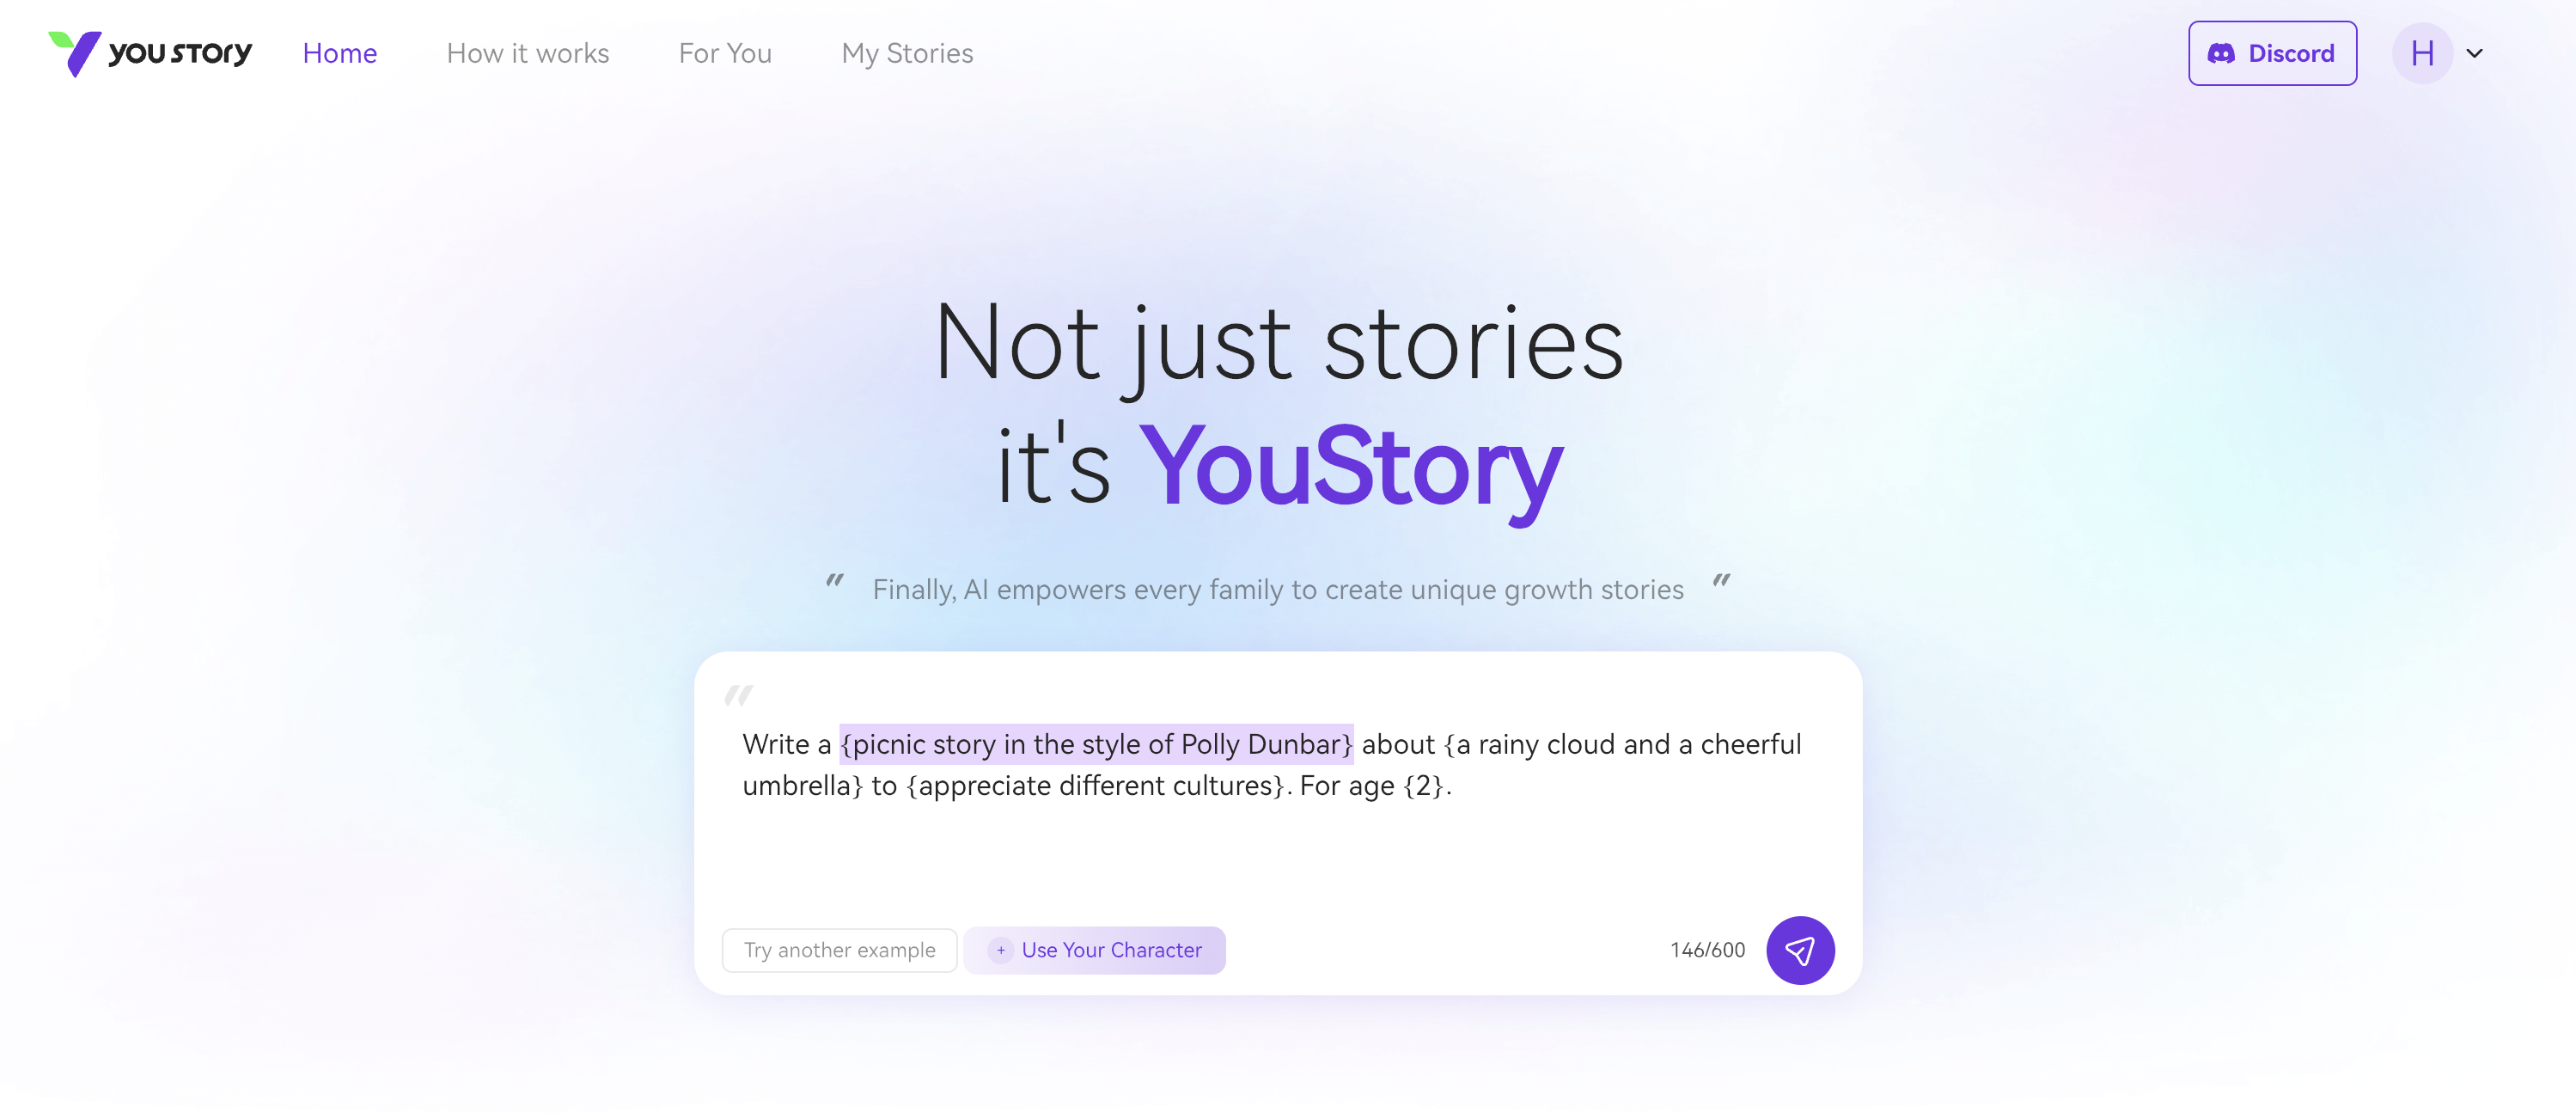 YOU STORY
Home
How it works
For You
My Stories
Discord
H
Not just stories
it's YouStory
" Finally, AI empowers every family to create unique growth stories "
"
Write a {picnic story in the style of Polly Dunbar} about {a rainy cloud and a cheerful
umbrella} to {appreciate different cultures}. For age {2}.
Try another example
+ Use Your Character
146/600